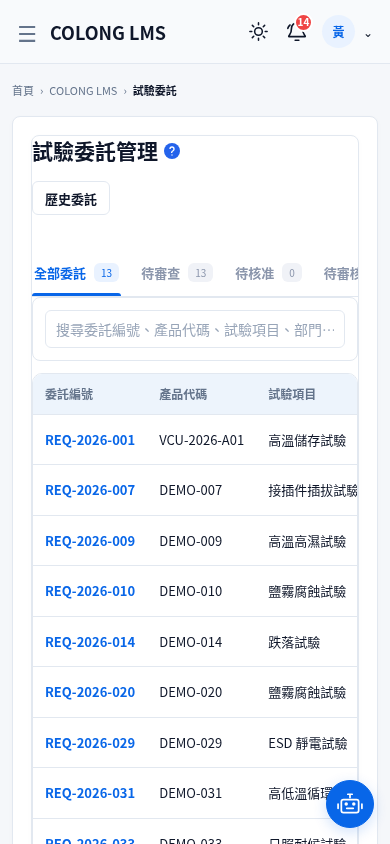 COLONG LMS
14
黃
首頁 › COLONG LMS › 試驗委託
試驗委託管理 ?
歷史委託
全部委託 13 待審查 13 待核准 0 待審核
搜尋委託編號、產品代碼、試驗項目、部門…
委託編號 產品代碼 試驗項目
REQ-2026-001 VCU-2026-A01 高溫儲存試驗
REQ-2026-007 DEMO-007 接插件插拔試驗
REQ-2026-009 DEMO-009 高溫高濕試驗
REQ-2026-010 DEMO-010 鹽霧腐蝕試驗
REQ-2026-014 DEMO-014 跌落試驗
REQ-2026-020 DEMO-020 鹽霧腐蝕試驗
REQ-2026-029 DEMO-029 ESD 靜電試驗
REQ-2026-031 DEMO-031 高低溫循環
REQ-2026-033 DEMO-033